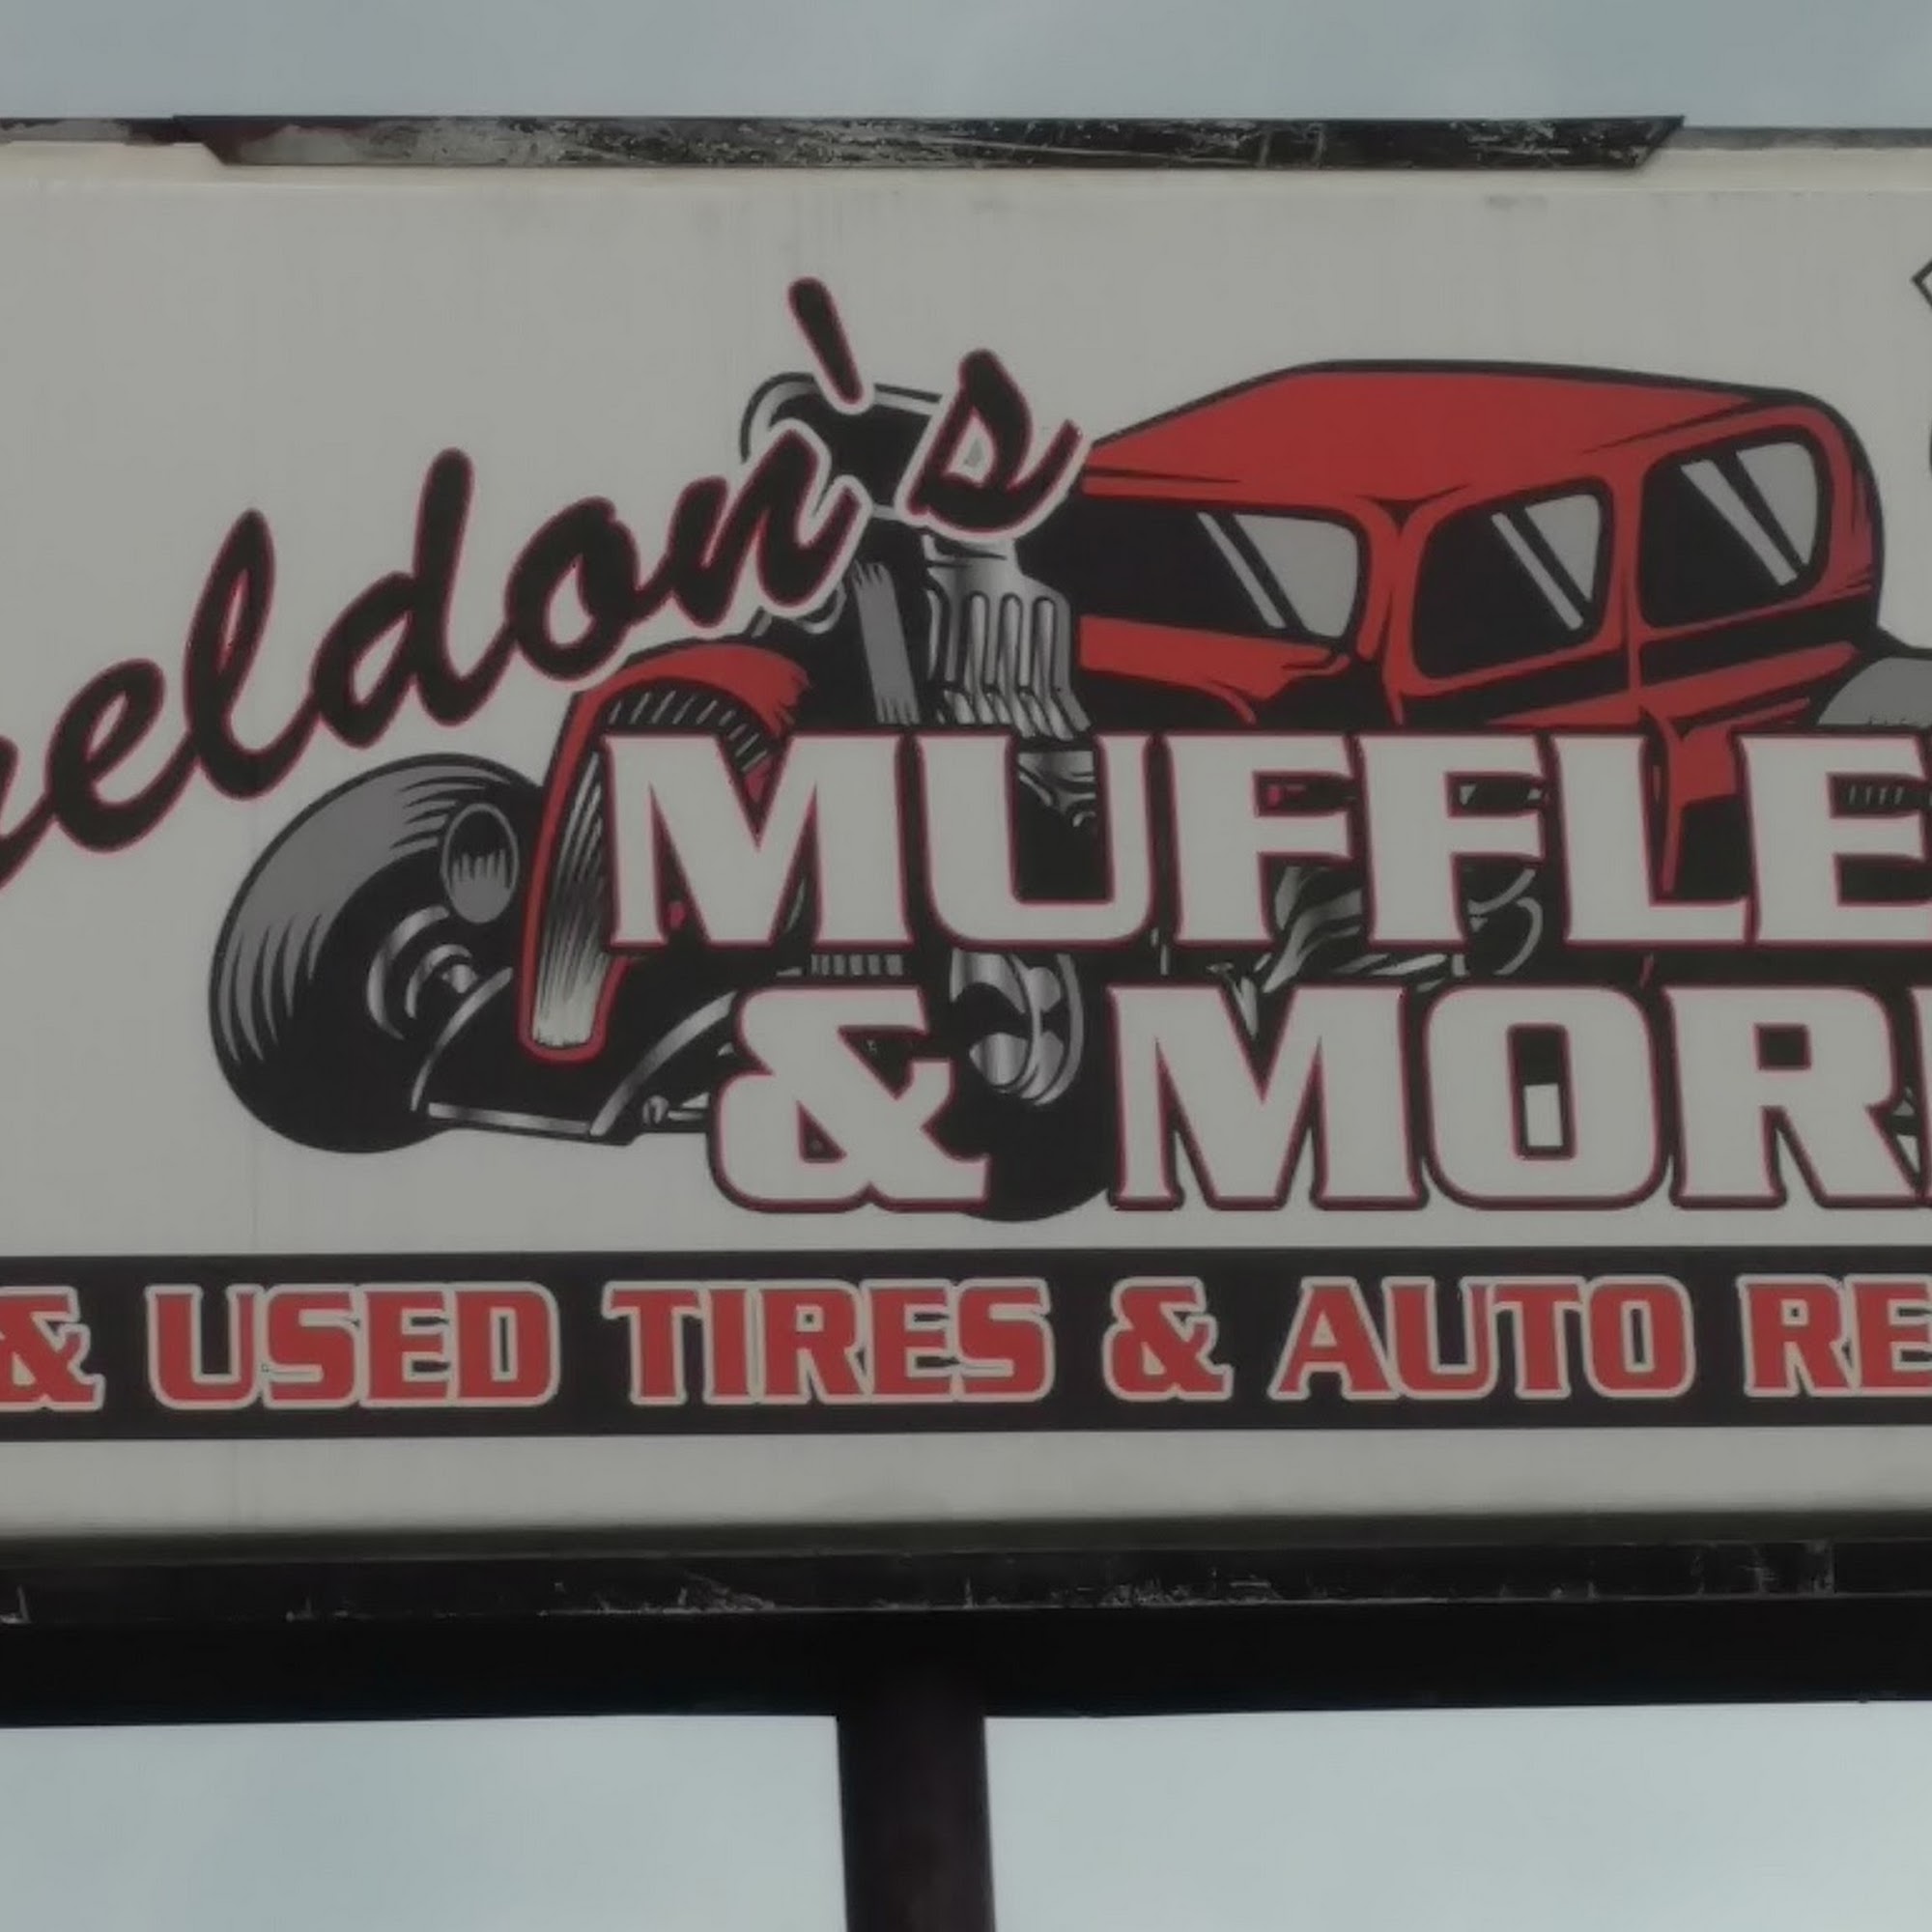 eldon's
MUFFLE
& MOR
& USED TIRES & AUTO RE